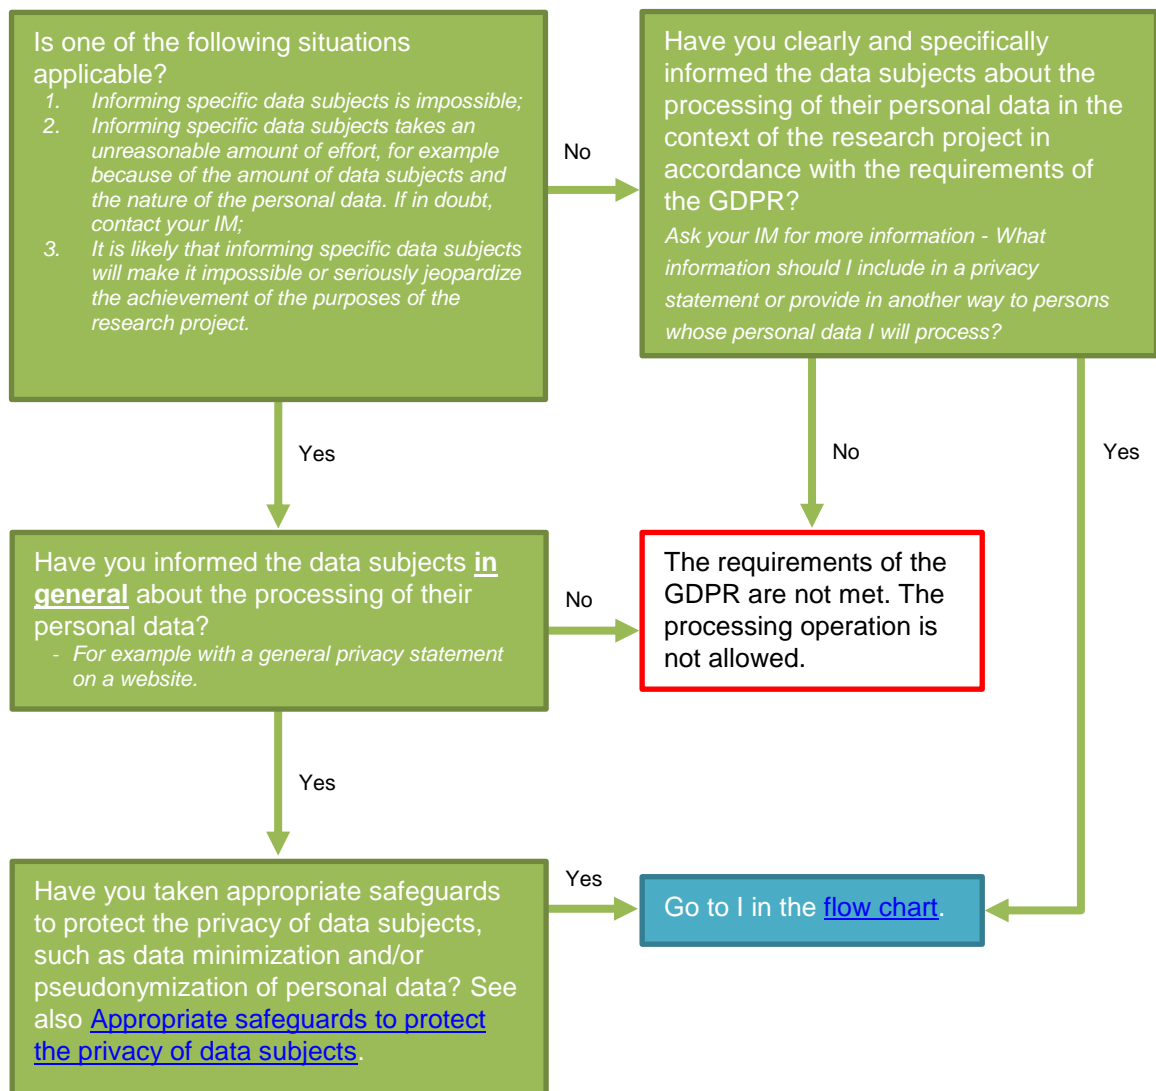 Is one of the following situations
applicable?
1. Informing specific data subjects is impossible;
2. Informing specific data subjects takes an
unreasonable amount of effort, for example
because of the amount of data subjects and
the nature of the personal data. If in doubt,
contact your IM;
3. It is likely that informing specific data subjects
will make it impossible or seriously jeopardize
the achievement of the purposes of the
research project.
No
Have you clearly and specifically
informed the data subjects about the
processing of their personal data in the
context of the research project in
accordance with the requirements of
the GDPR?
Ask your IM for more information - What
information should I include in a privacy
statement or provide in another way to persons
whose personal data I will process?
Yes
No
Yes
Have you informed the data subjects in
general about the processing of their
personal data?
- For example with a general privacy statement
on a website.
No
The requirements of the
GDPR are not met. The
processing operation is
not allowed.
Yes
Have you taken appropriate safeguards
to protect the privacy of data subjects,
such as data minimization and/or
pseudonymization of personal data? See
also Appropriate safeguards to protect
the privacy of data subjects.
Yes
Go to I in the flow chart.